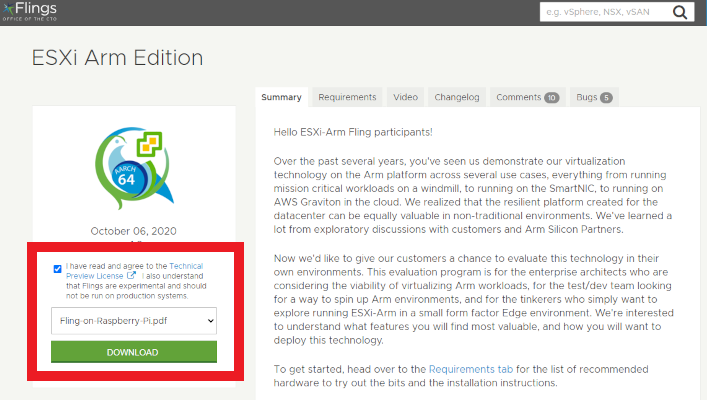 Flings
OFFICE OF THE CTO
e.g. vSphere, NSX, vSAN
ESXi Arm Edition
Summary
Requirements
Video
Changelog
Comments 10
Bugs 5
AARCH
64
October 06, 2020
I have read and agree to the Technical
Preview License I also understand
that Flings are experimental and should
not be run on production systems.
Fling-on-Raspberry-Pi.pdf
DOWNLOAD
Hello ESXi-Arm Fling participants!
Over the past several years, you've seen us demonstrate our virtualization
technology on the Arm platform across several use cases, everything from running
mission critical workloads on a windmill, to running on the SmartNIC, to running on
AWS Graviton in the cloud. We realized that the resilient platform created for the
datacenter can be equally valuable in non-traditional environments. We've learned a
lot from exploratory discussions with customers and Arm Silicon Partners.
Now we'd like to give our customers a chance to evaluate this technology in their
own environments. This evaluation program is for the enterprise architects who are
considering the viability of virtualizing Arm workloads, for the test/dev team looking
for a way to spin up Arm environments, and for the tinkerers who simply want to
explore running ESXi-Arm in a small form factor Edge environment. We're interested
to understand what features you will find most valuable, and how you will want to
deploy this technology.
To get started, head over to the Requirements tab for the list of recommended
hardware to try out the bits and the installation instructions.